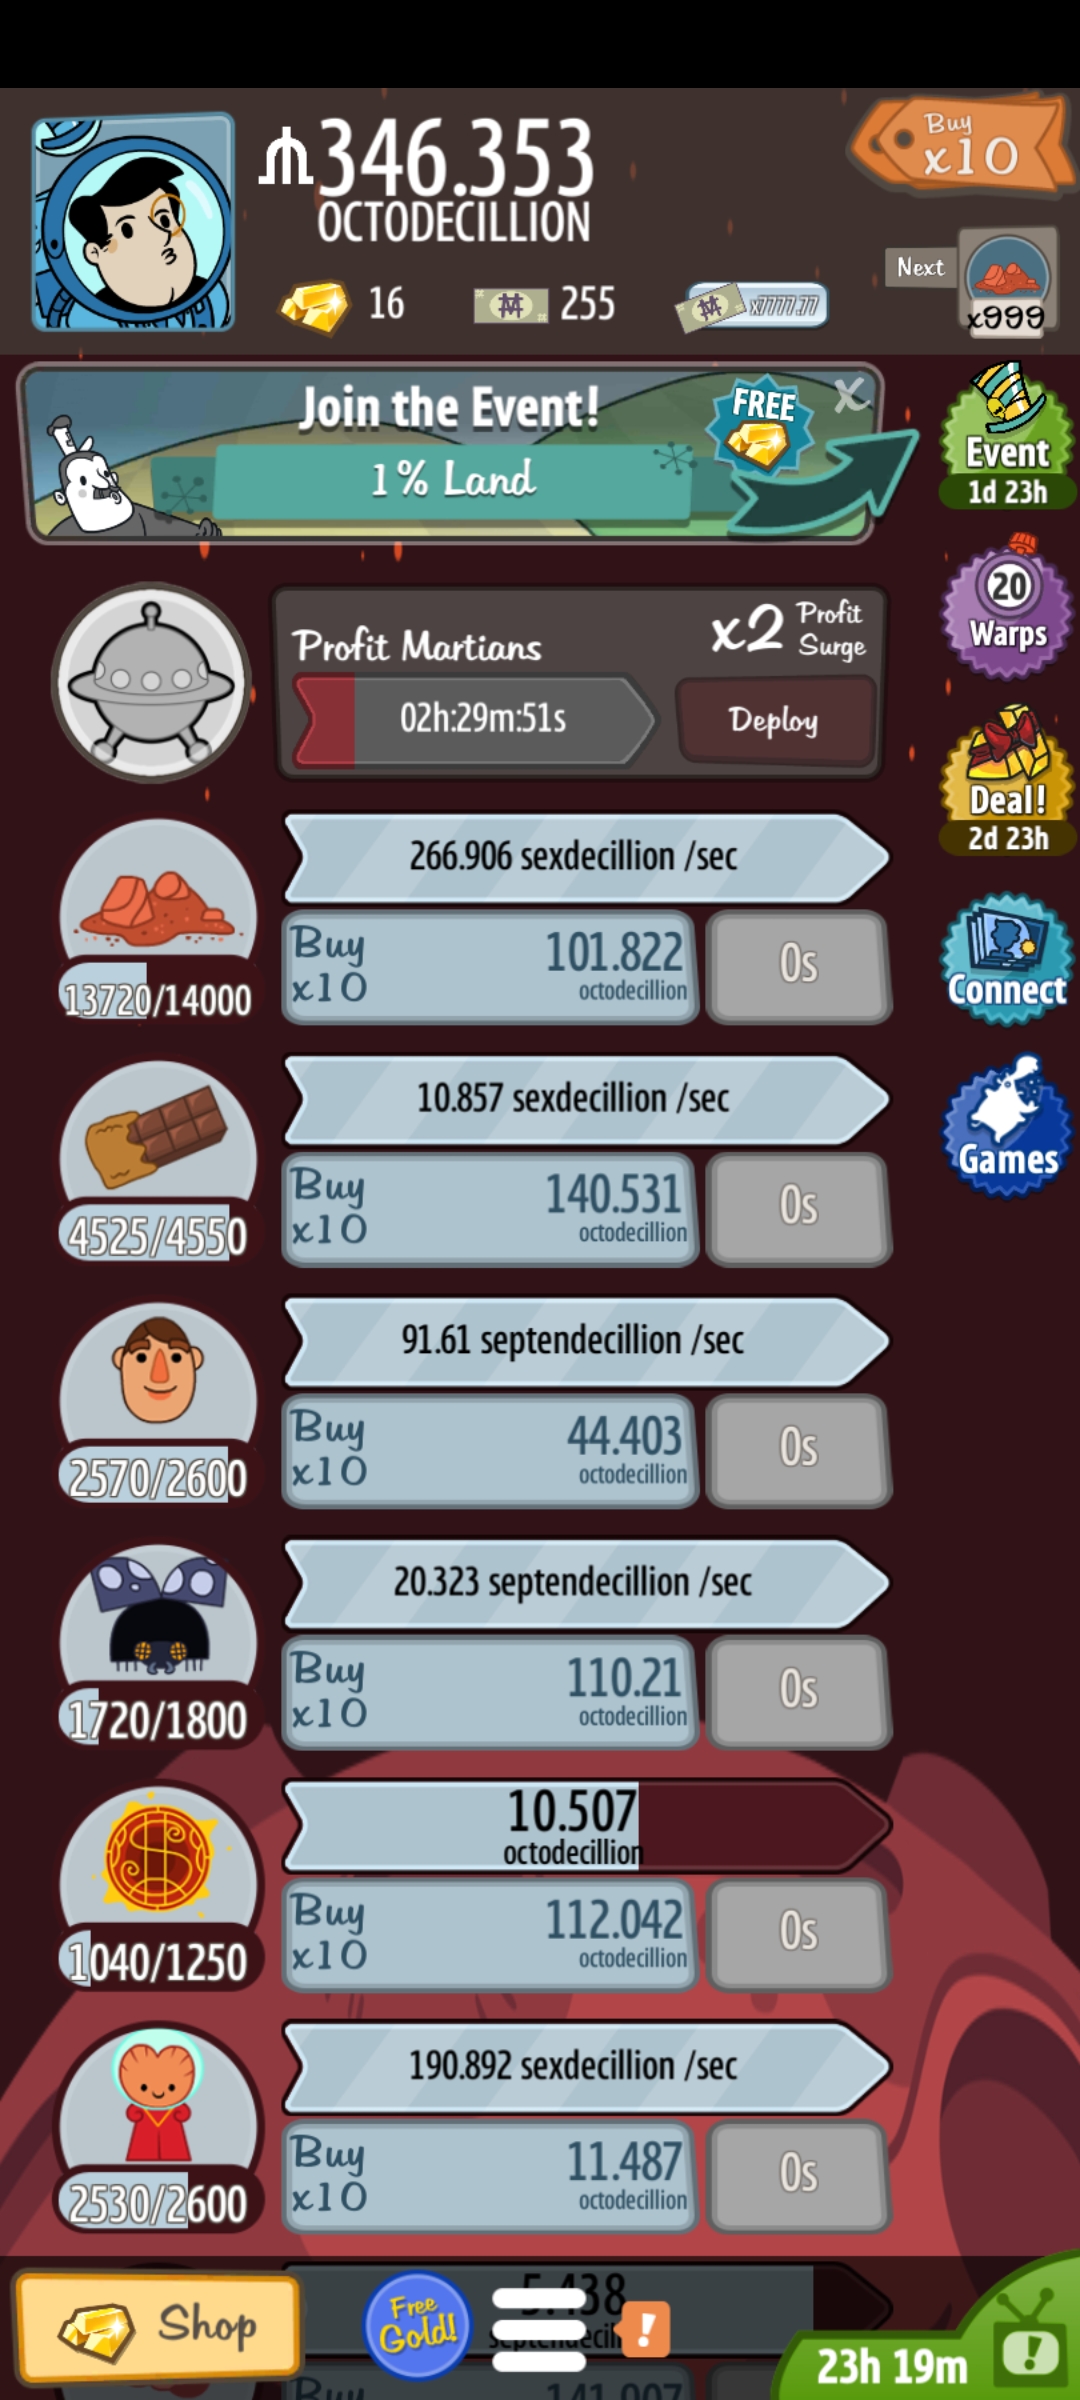 346.353
OCTODECILLION
Buy
x10
16
255
x7777.77
Next
x999
Join the Event!
1% Land
FREE
X
Event
1d 23h
20
Warps
Profit Martians
x2 Profit
Surge
02h:29m:51s
Deploy
Deal!
2d 23h
266.906 sexdecillion /sec
Buy
x10
101.822
octodecillion
0s
13720/14000
Connect
10.857 sexdecillion /sec
Buy
x10
140.531
octodecillion
0s
4525/4550
Games
91.61 septendecillion /sec
Buy
x10
44.403
octodecillion
0s
2570/2600
20.323 septendecillion /sec
Buy
x10
110.21
octodecillion
0s
1720/1800
10.507
octodecillion
Buy
x10
112.042
octodecillion
0s
1040/1250
190.892 sexdecillion /sec
Buy
x10
11.487
octodecillion
0s
2530/2600
Shop
Free
Gold!
5.438
!
23h 19m
!
Buy
141.007